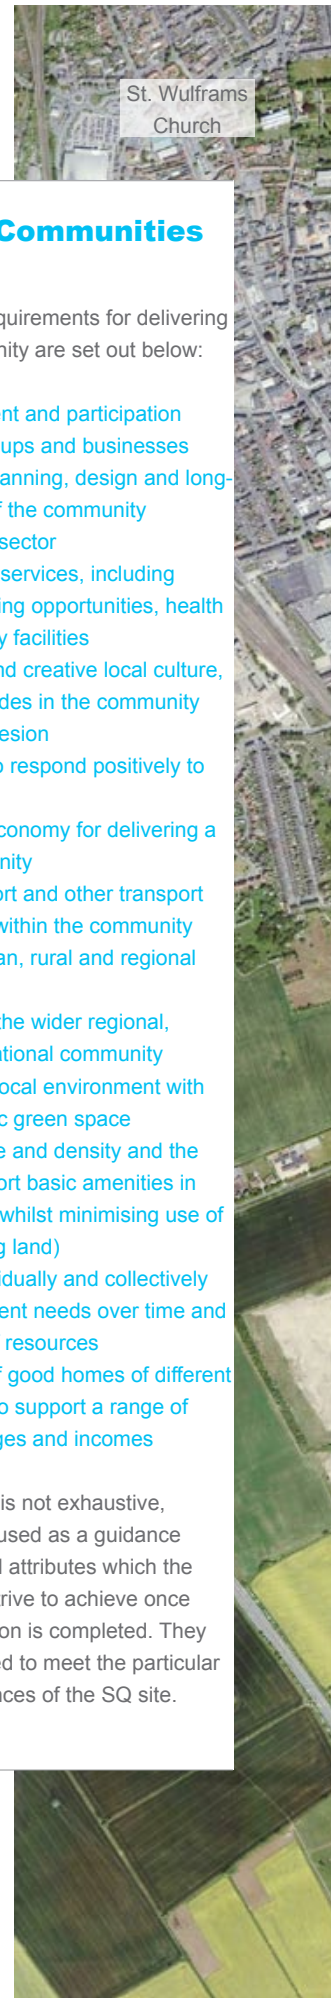 St. Wulframs
Church
Communities
quirements for delivering
nity are set out below:
ent and participation
ups and businesses
anning, design and long-
f the community
sector
services, including
ing opportunities, health
y facilities
nd creative local culture,
des in the community
esion
o respond positively to
conomy for delivering a
nity
ort and other transport
within the community
an, rural and regional
the wider regional,
ational community
local environment with
c green space
e and density and the
ort basic amenities in
whilst minimising use of
g land)
idually and collectively
ent needs over time and
resources
f good homes of different
o support a range of
ges and incomes
is not exhaustive,
used as a guidance
l attributes which the
trive to achieve once
on is completed. They
ed to meet the particular
nces of the SQ site.